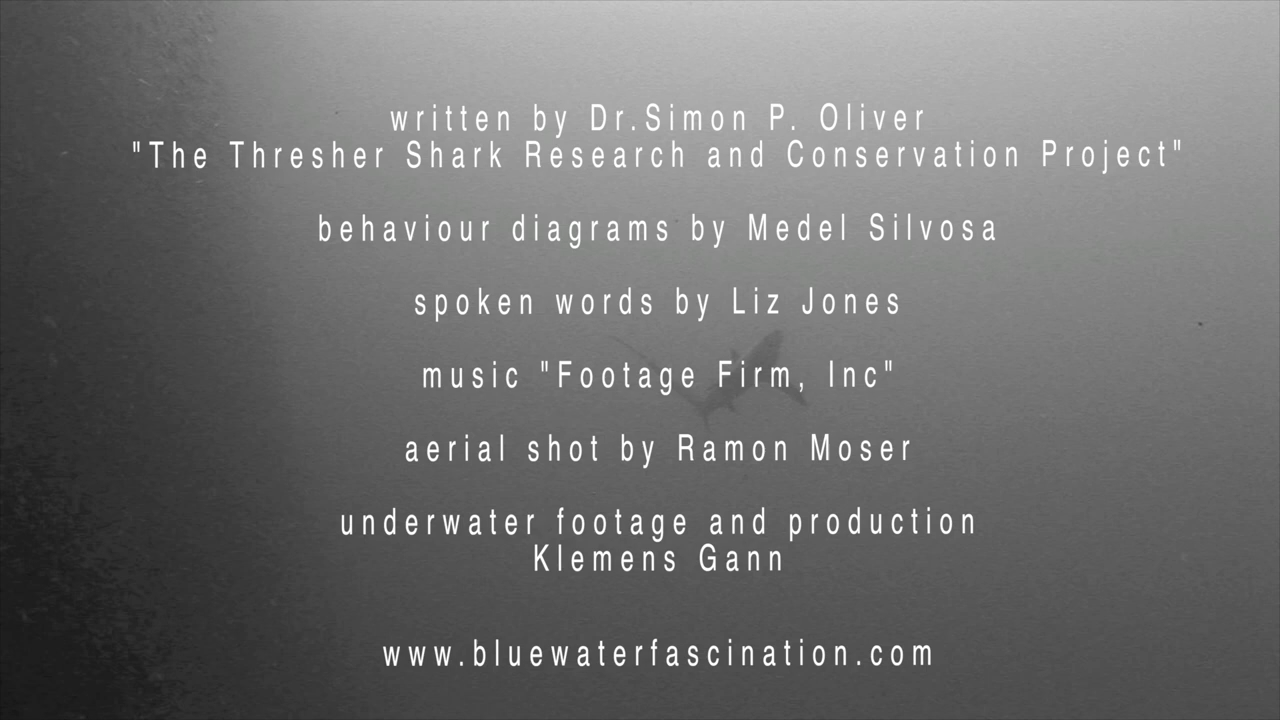 written by Dr.Simon P. Oliver
"The Thresher Shark Research and Conservation Project"
behaviour diagrams by Medel Silvosa
spoken words by Liz Jones
music "Footage Firm, Inc"
aerial shot by Ramon Moser
underwater footage and production
Klemens Gann
www.bluewaterfascination.com